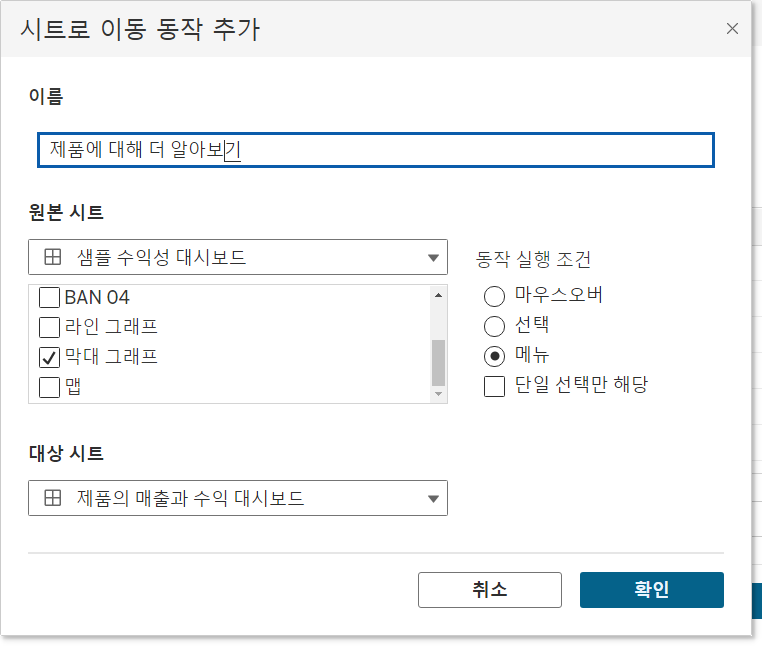 시트로 이동 동작 추가
이름
제품에 대해 더 알아보기
원본 시트
샘플 수익성 대시보드
BAN 04
라인 그래프
막대 그래프
맵
동작 실행 조건
마우스오버
선택
메뉴
단일 선택만 해당
대상 시트
제품의 매출과 수익 대시보드
취소
확인